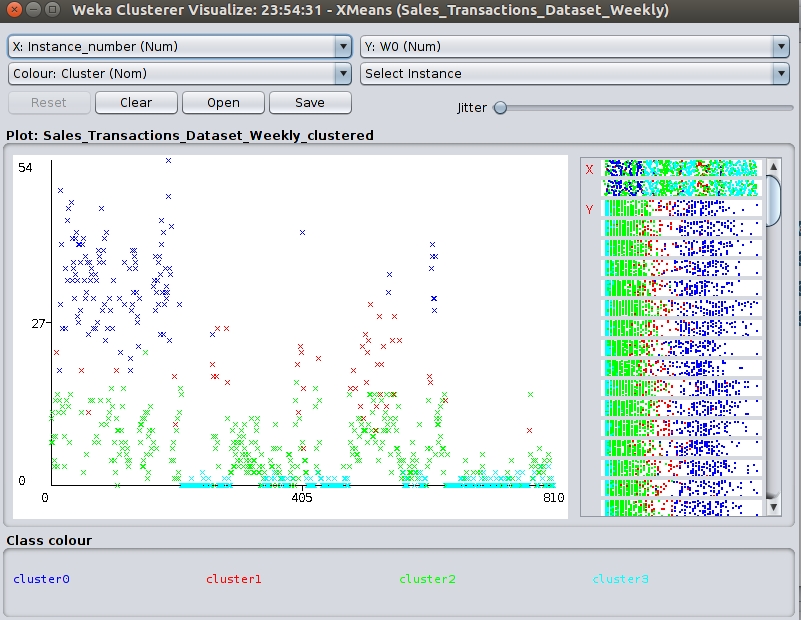 Weka Clusterer Visualize: 23:54:31 - XMeans (Sales_Transactions_Dataset_Weekly)
X: Instance_number (Num) Y: W0 (Num)
Colour: Cluster (Nom) Select Instance
Reset Clear Open Save Jitter
Plot: Sales_Transactions_Dataset_Weekly_clustered
54
X
Y
27
0
0 405 810
Class colour
cluster0 cluster1 cluster2 cluster3